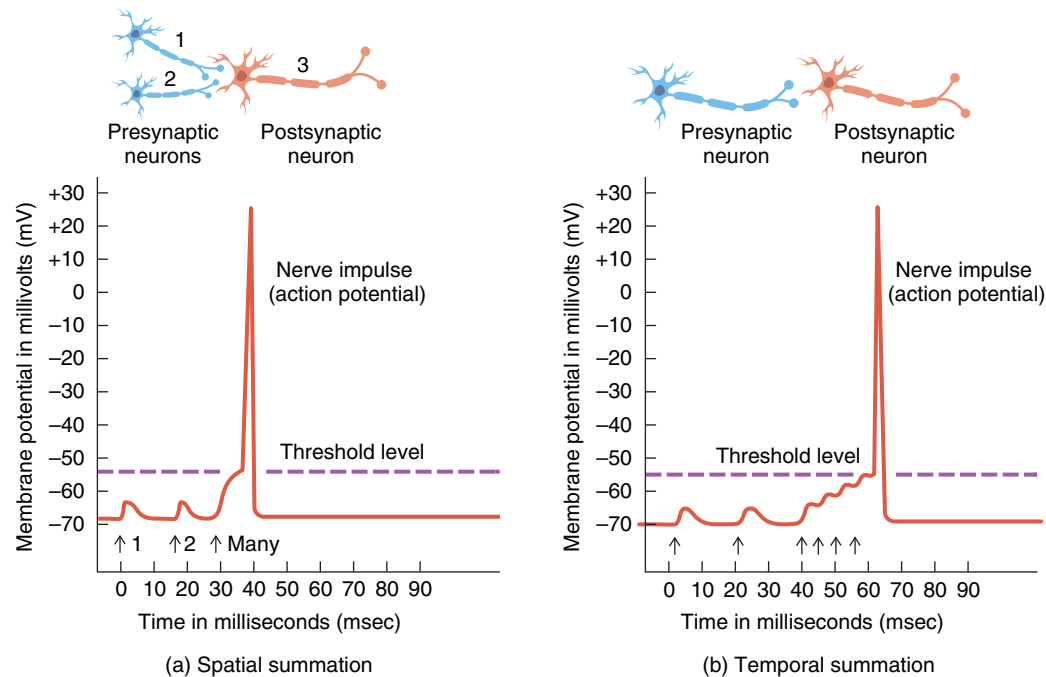 1
2
3
Presynaptic
neurons
Postsynaptic
neuron
Membrane potential in millivolts (mV)
+30
+20
+10
0
–10
–20
–30
–40
–50
–60
–70
Nerve impulse
(action potential)
Threshold level
1
2
Many
0 10 20 30 40 50 60 70 80 90
Time in milliseconds (msec)
(a) Spatial summation
Presynaptic
neuron
Postsynaptic
neuron
Membrane potential in millivolts (mV)
+30
+20
+10
0
–10
–20
–30
–40
–50
–60
–70
Nerve impulse
(action potential)
Threshold level
0 10 20 30 40 50 60 70 80 90
Time in milliseconds (msec)
(b) Temporal summation